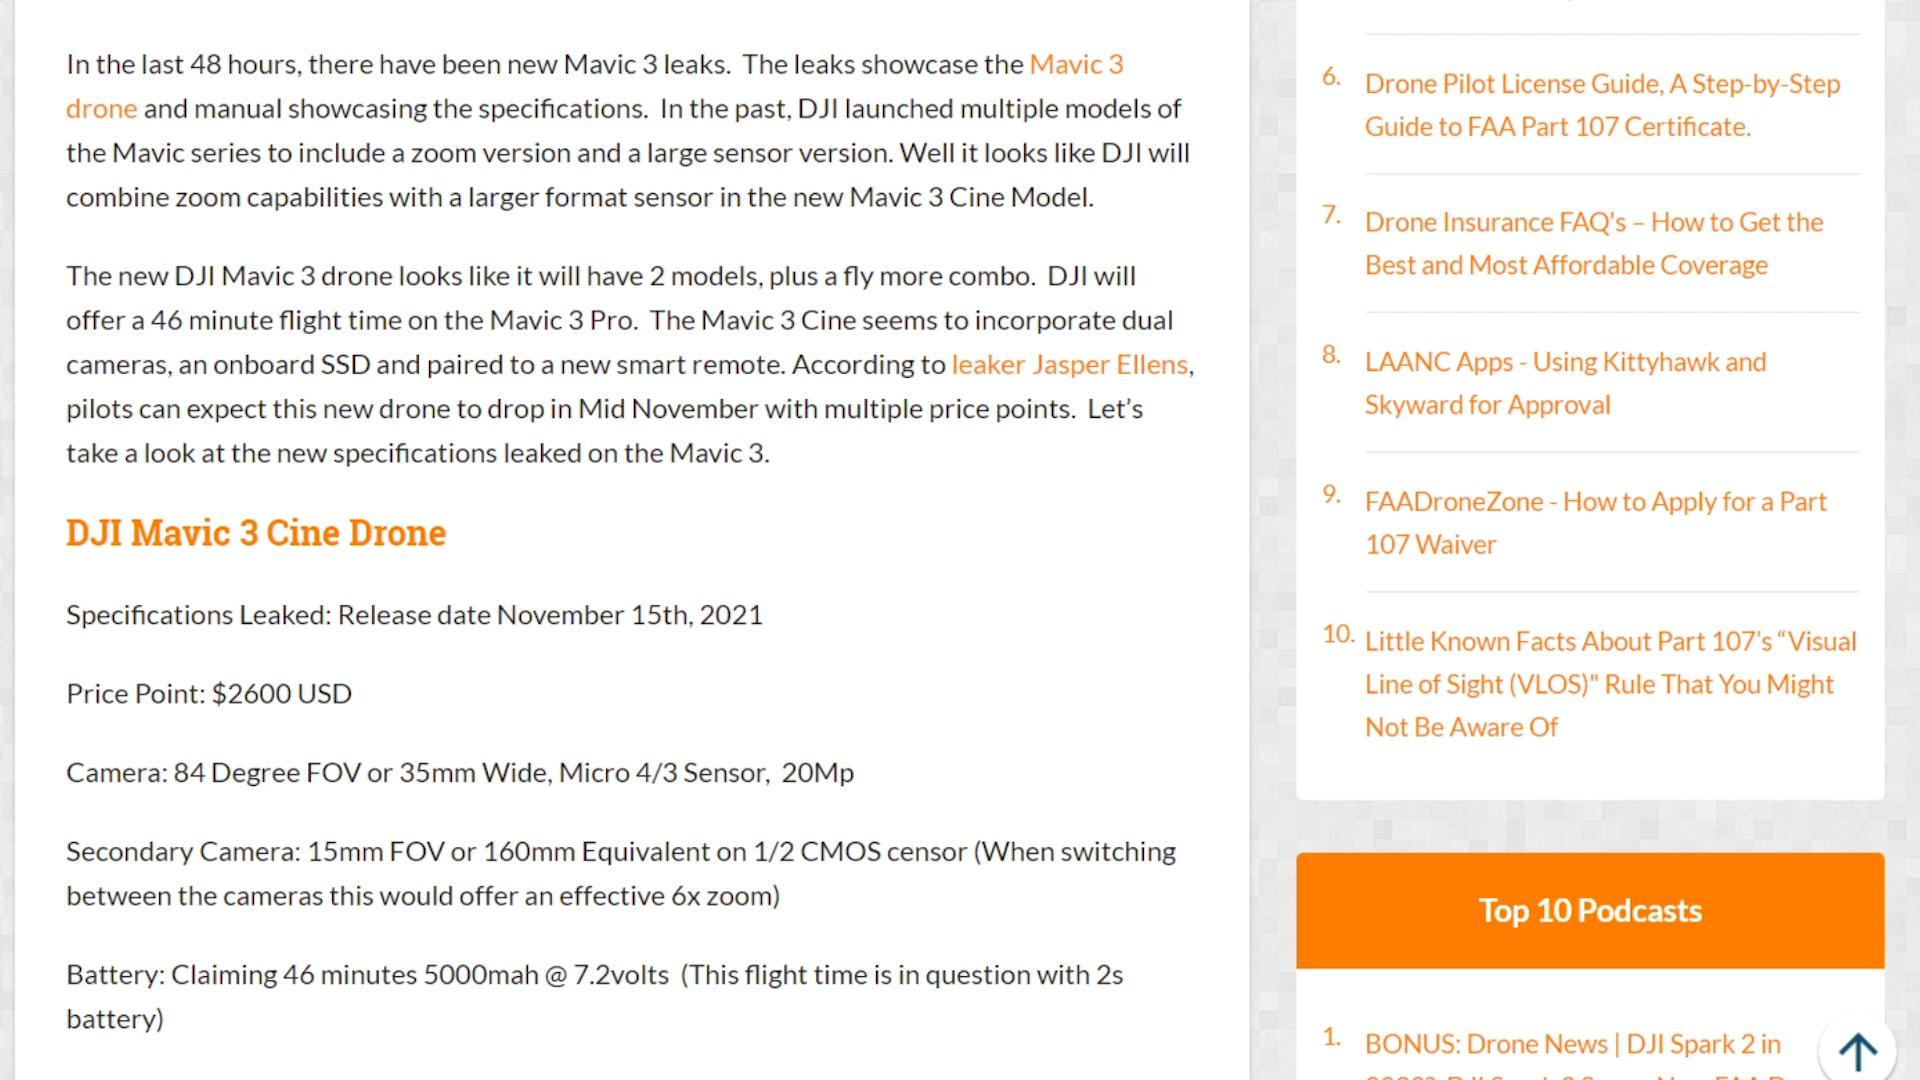 In the last 48 hours, there have been new Mavic 3 leaks. The leaks showcase the Mavic 3
drone and manual showcasing the specifications. In the past, DJI launched multiple models of
the Mavic series to include a zoom version and a large sensor version. Well it looks like DJI will
combine zoom capabilities with a larger format sensor in the new Mavic 3 Cine Model.
The new DJI Mavic 3 drone looks like it will have 2 models, plus a fly more combo. DJI will
offer a 46 minute flight time on the Mavic 3 Pro. The Mavic 3 Cine seems to incorporate dual
cameras, an onboard SSD and paired to a new smart remote. According to leaker Jasper Ellens,
pilots can expect this new drone to drop in Mid November with multiple price points. Let’s
take a look at the new specifications leaked on the Mavic 3.
DJI Mavic 3 Cine Drone
Specifications Leaked: Release date November 15th, 2021
Price Point: $2600 USD
Camera: 84 Degree FOV or 35mm Wide, Micro 4/3 Sensor, 20Mp
Secondary Camera: 15mm FOV or 160mm Equivalent on 1/2 CMOS censor (When switching
between the cameras this would offer an effective 6x zoom)
Battery: Claiming 46 minutes 5000mah @ 7.2volts (This flight time is in question with 2s
battery)
6. Drone Pilot License Guide, A Step-by-Step
Guide to FAA Part 107 Certificate.
7. Drone Insurance FAQ's – How to Get the
Best and Most Affordable Coverage
8. LAANC Apps - Using Kittyhawk and
Skyward for Approval
9. FAADroneZone - How to Apply for a Part
107 Waiver
10. Little Known Facts About Part 107’s “Visual
Line of Sight (VLOS)" Rule That You Might
Not Be Aware Of
Top 10 Podcasts
1. BONUS: Drone News | DJI Spark 2 in